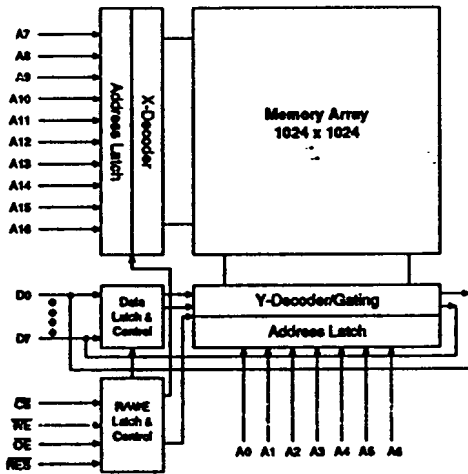 A7
A8
A9
A10
A11
A12
A13
A14
A15
A16
Address Latch
X-Decoder
Memory Array
1024 x 1024
D0
D7
Data
Latch &
Control
Y-Decoder/Gating
Address Latch
CS
WE
OE
RES
R/W/E
Latch &
Control
A0
A1
A2
A3
A4
A5
A6